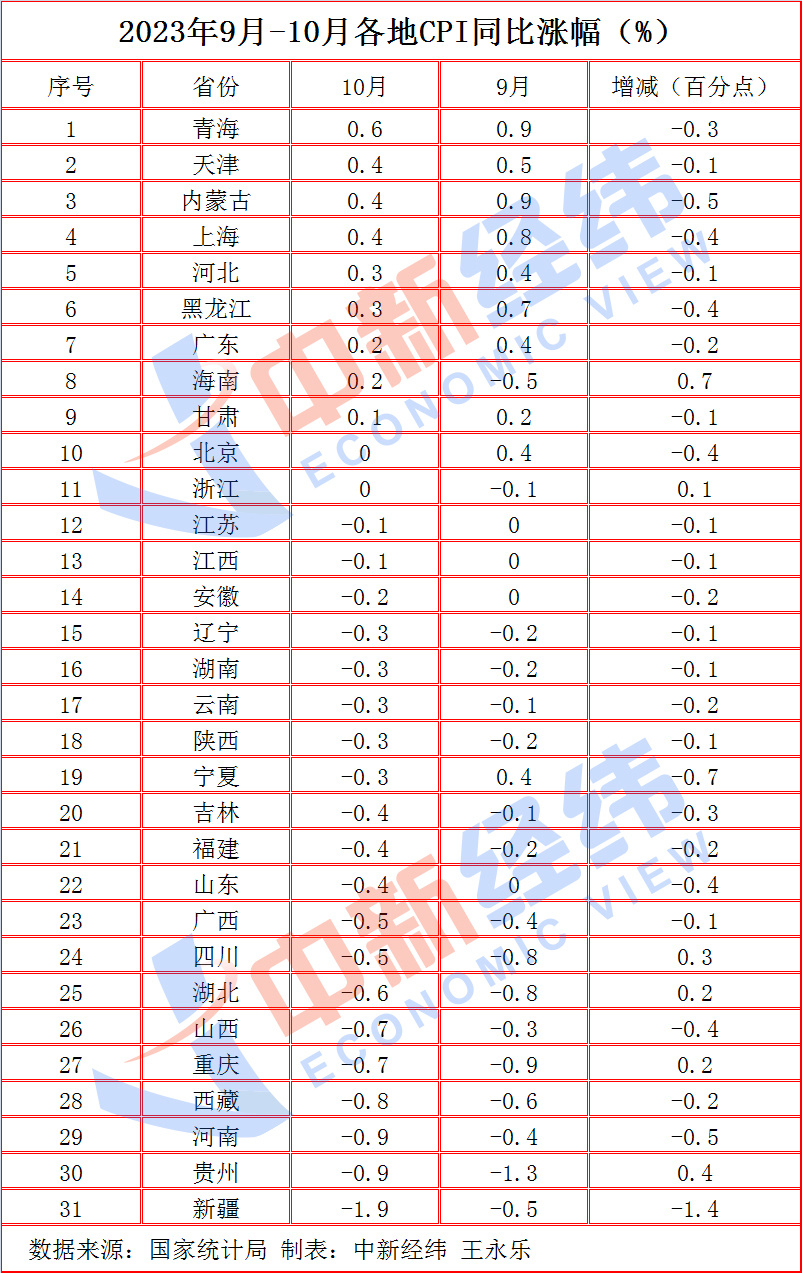 2023年9月-10月各地CPI同比涨幅（%）
序号 省份 10月 9月 增减（百分点）
1 青海 0.6 0.9 -0.3
2 天津 0.4 0.5 -0.1
3 内蒙古 0.4 0.9 -0.5
4 上海 0.4 0.8 -0.4
5 河北 0.3 0.4 -0.1
6 黑龙江 0.3 0.7 -0.4
7 广东 0.2 0.4 -0.2
8 海南 0.2 -0.5 0.7
9 甘肃 0.1 0.2 -0.1
10 北京 0 0.4 -0.4
11 浙江 0 -0.1 0.1
12 江苏 -0.1 0 -0.1
13 江西 -0.1 0 -0.1
14 安徽 -0.2 0 -0.2
15 辽宁 -0.3 -0.2 -0.1
16 湖南 -0.3 -0.2 -0.1
17 云南 -0.3 -0.1 -0.2
18 陕西 -0.3 -0.2 -0.1
19 宁夏 -0.3 0.4 -0.7
20 吉林 -0.4 -0.1 -0.3
21 福建 -0.4 -0.2 -0.2
22 山东 -0.4 0 -0.4
23 广西 -0.5 -0.4 -0.1
24 四川 -0.5 -0.8 0.3
25 湖北 -0.6 -0.8 0.2
26 山西 -0.7 -0.3 -0.4
27 重庆 -0.7 -0.9 0.2
28 西藏 -0.8 -0.6 -0.2
29 河南 -0.9 -0.4 -0.5
30 贵州 -0.9 -1.3 0.4
31 新疆 -1.9 -0.5 -1.4
数据来源：国家统计局 制表：中新经纬 王永乐
中新经纬
ECONOMIC VIEW
中新经纬
ECONOMIC VIEW